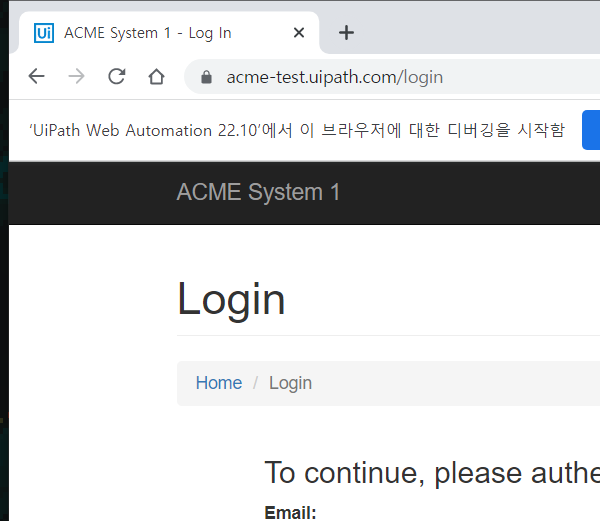 Ui ACME System 1 - Log In
acme-test.uipath.com/login
‘UiPath Web Automation 22.10’에서 이 브라우저에 대한 디버깅을 시작함
ACME System 1
Login
Home / Login
To continue, please authe
Email: